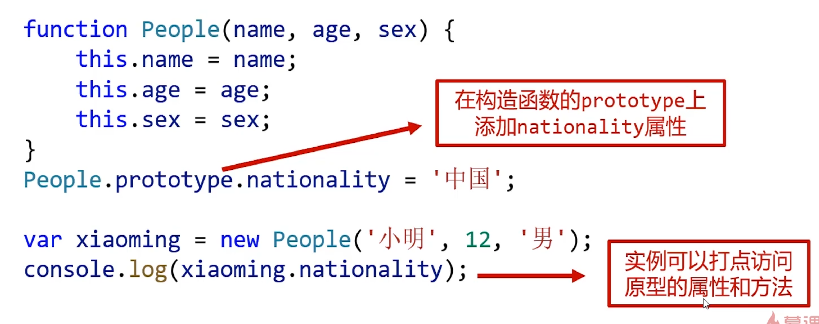 function People(name, age, sex) {
    this.name = name;
    this.age = age;
    this.sex = sex;
}
People.prototype.nationality = '中国';
在构造函数的prototype上
添加nationality属性
var xiaoming = new People('小明', 12, '男');
console.log(xiaoming.nationality);
实例可以打点访问
原型的属性和方法